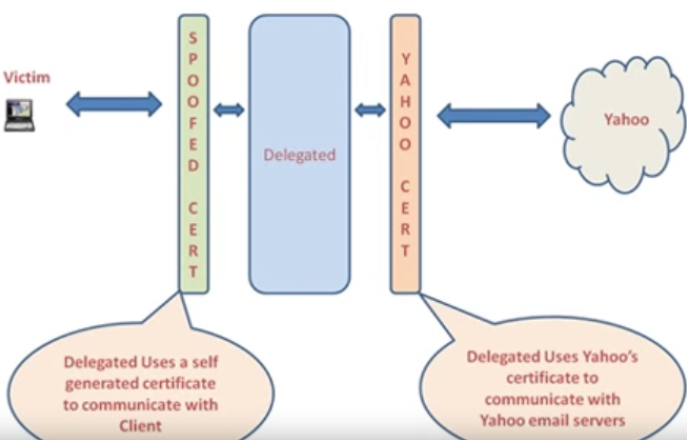 Victim
SPOOFED CERT
Delegated
YAHOO CERT
Yahoo
Delegated Uses a self
generated certificate
to communicate with
Client
Delegated Uses Yahoo's
certificate to
communicate with
Yahoo email servers